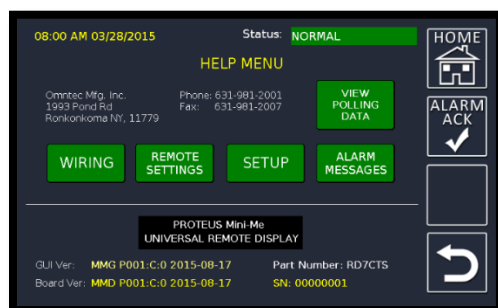 08:00 AM 03/28/2015 Status: NORMAL
HELP MENU
Omntec Mfg. Inc. Phone: 631-981-2001
1993 Pond Rd Fax: 631-981-2007
Ronkonkoma NY, 11779
VIEW
POLLING
DATA
WIRING
REMOTE
SETTINGS
SETUP
ALARM
MESSAGES
PROTEUS Mini-Me
UNIVERSAL REMOTE DISPLAY
GUI Ver: MMG P001:C:0 2015-08-17 Part Number: RD7CTS
Board Ver: MMD P001:C:0 2015-08-17 SN: 00000001
HOME
ALARM
ACK